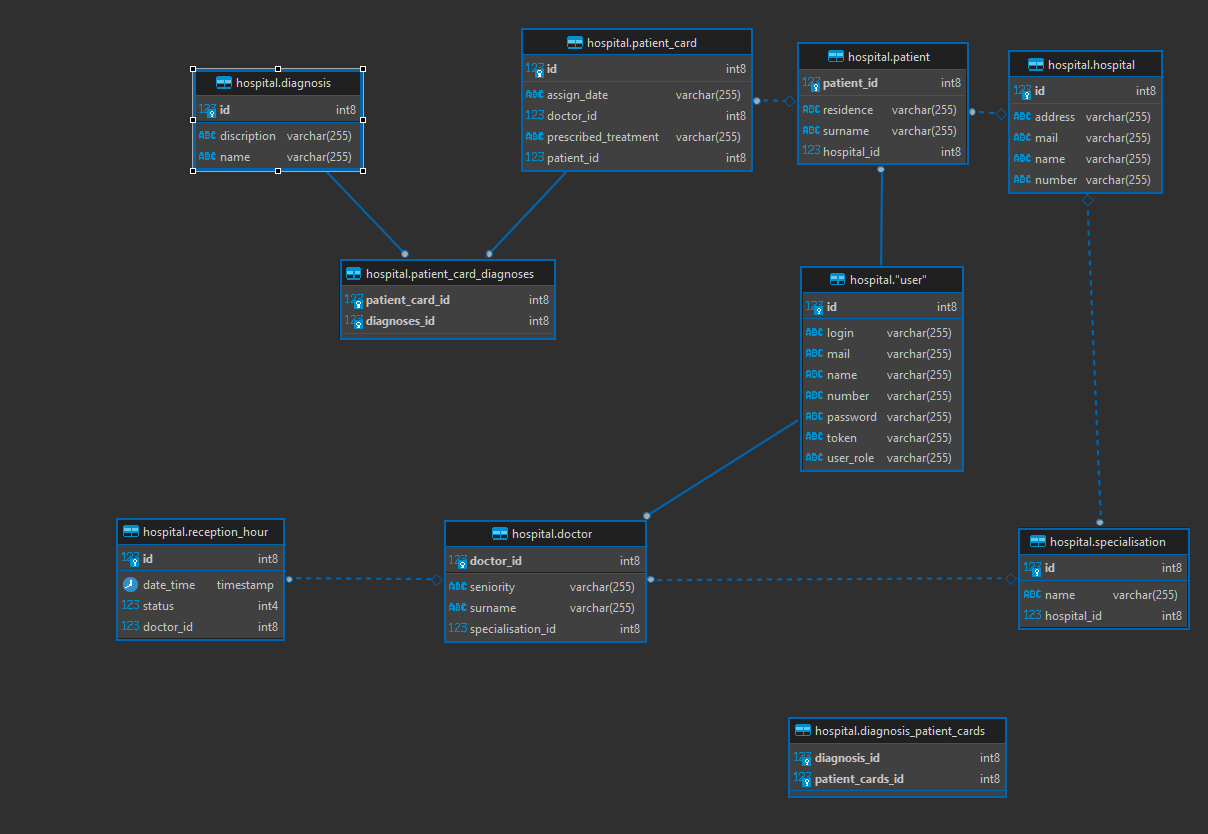 hospital.diagnosis
123 id int8
ABC discription varchar(255)
ABC name varchar(255)
hospital.patient_card
123 id int8
ABC assign_date varchar(255)
123 doctor_id int8
ABC prescribed_treatment varchar(255)
123 patient_id int8
hospital.patient
123 patient_id int8
ABC residence varchar(255)
ABC surname varchar(255)
123 hospital_id int8
hospital.hospital
123 id int8
ABC address varchar(255)
ABC mail varchar(255)
ABC name varchar(255)
ABC number varchar(255)
hospital.patient_card_diagnoses
123 patient_card_id int8
123 diagnoses_id int8
hospital."user"
123 id int8
ABC login varchar(255)
ABC mail varchar(255)
ABC name varchar(255)
ABC number varchar(255)
ABC password varchar(255)
ABC token varchar(255)
ABC user_role varchar(255)
hospital.reception_hour
123 id int8
date_time timestamp
123 status int4
123 doctor_id int8
hospital.doctor
123 doctor_id int8
ABC seniority varchar(255)
ABC surname varchar(255)
123 specialisation_id int8
hospital.specialisation
123 id int8
ABC name varchar(255)
123 hospital_id int8
hospital.diagnosis_patient_cards
123 diagnosis_id int8
123 patient_cards_id int8